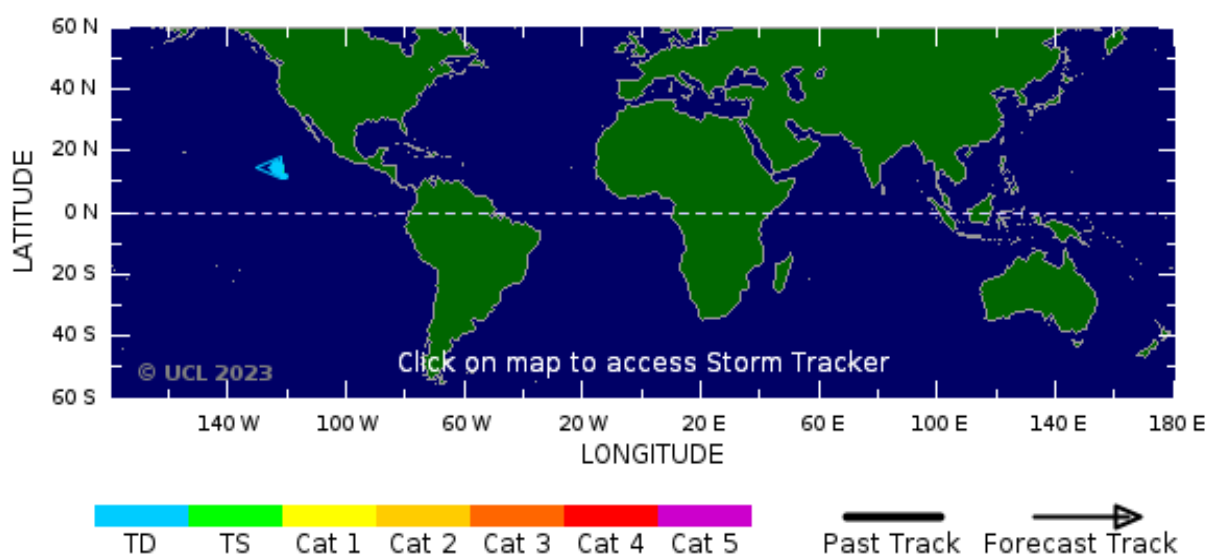 60 N
40 N
20 N
0 N
20 S
40 S
60 S
LATITUDE
Click on map to access Storm Tracker
© UCL 2023
140 W 100 W 60 W 20 W 20 E 60 E 100 E 140 E 180 E
LONGITUDE
TD TS Cat 1 Cat 2 Cat 3 Cat 4 Cat 5 Past Track Forecast Track